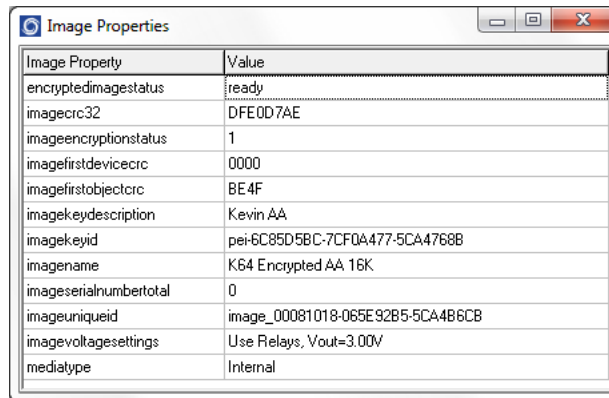 Image Properties
Image Property Value
encryptedimagestatus ready
imagecrc32 DFE0D7AE
imageencryptionstatus 1
imagefirstdevicecrc 0000
imagefirstobjectcrc BE4F
imagekeydescription Kevin AA
imagekeyid pei-6C85D5BC-7CF0A477-5CA4768B
imagename K64 Encrypted AA 16K
imageserialnumbertotal 0
imageuniqueid image_00081018-065E92B5-5CA4B6CB
imagevoltagesettings Use Relays, Vout=3.00V
mediatype Internal